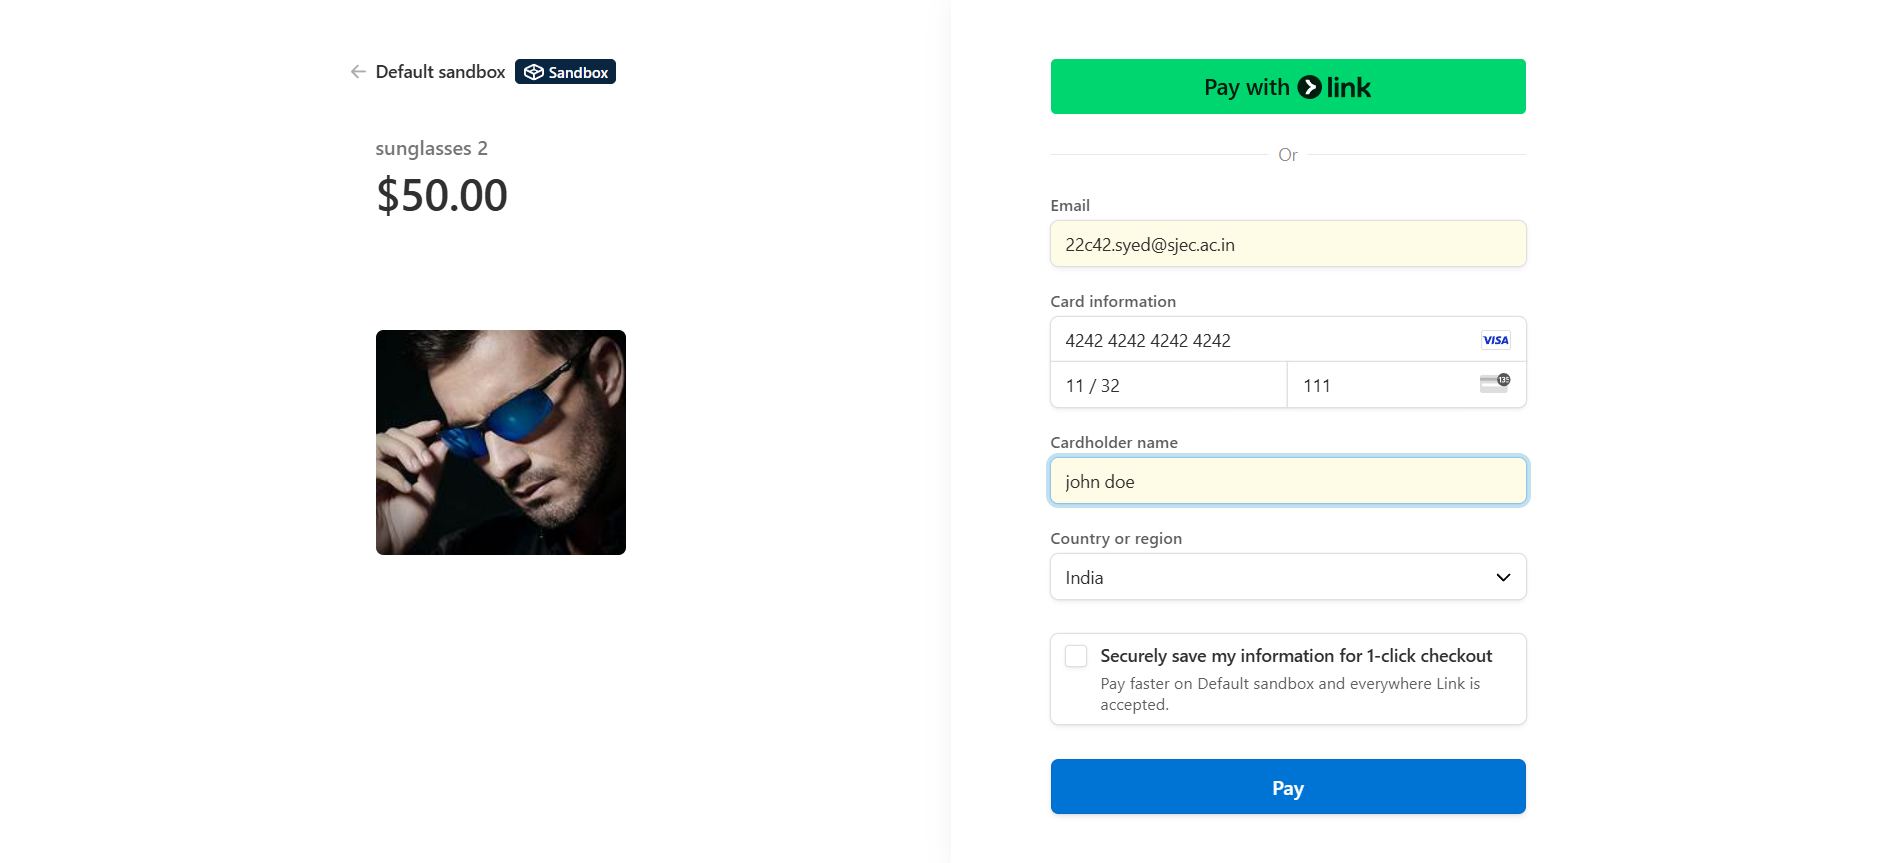 Default sandbox Sandbox
sunglasses 2
$50.00
Pay with link
Or
Email
22c42.syed@sjec.ac.in
Card information
4242 4242 4242 4242 VISA
11 / 32
111 135
Cardholder name
john doe
Country or region
India
Securely save my information for 1-click checkout
Pay faster on Default sandbox and everywhere Link is
accepted.
Pay